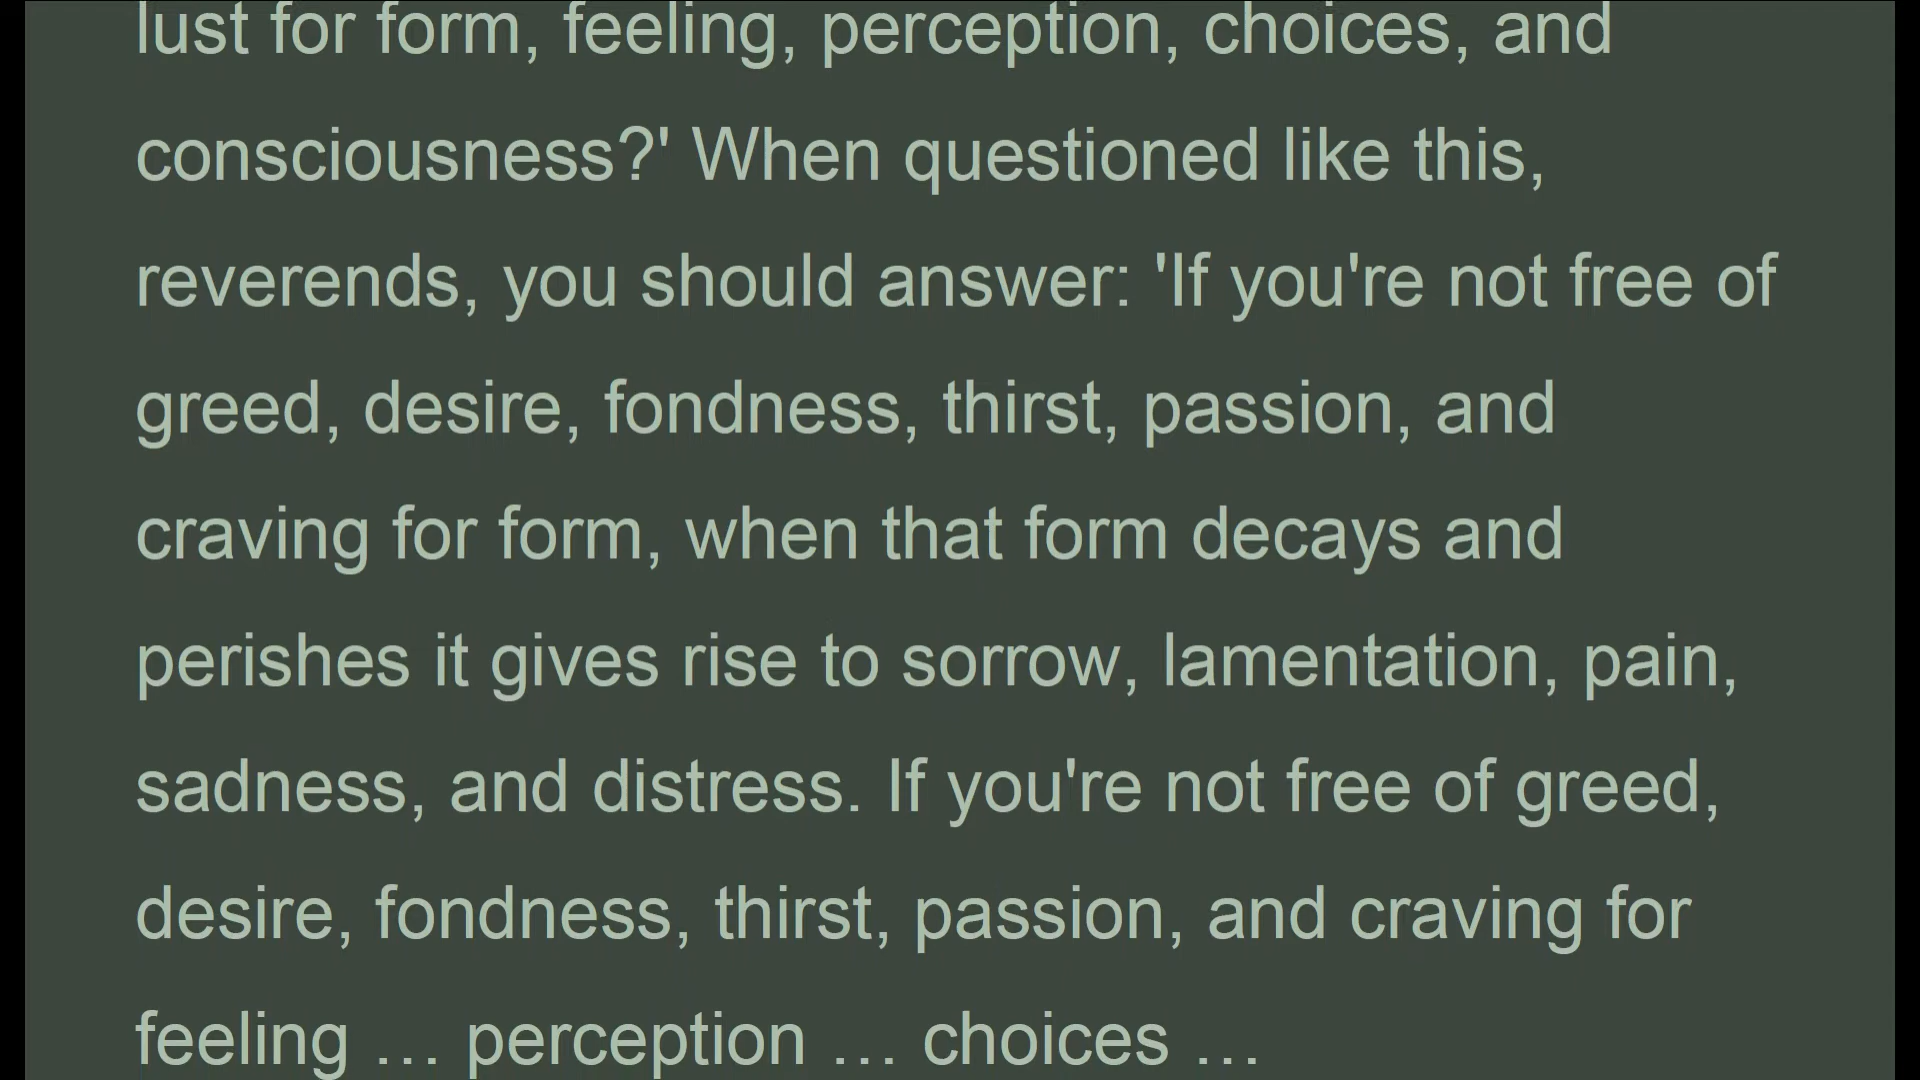 lust for form, feeling, perception, choices, and
consciousness?' When questioned like this,
reverends, you should answer: 'If you're not free of
greed, desire, fondness, thirst, passion, and
craving for form, when that form decays and
perishes it gives rise to sorrow, lamentation, pain,
sadness, and distress. If you're not free of greed,
desire, fondness, thirst, passion, and craving for
feeling … perception … choices …